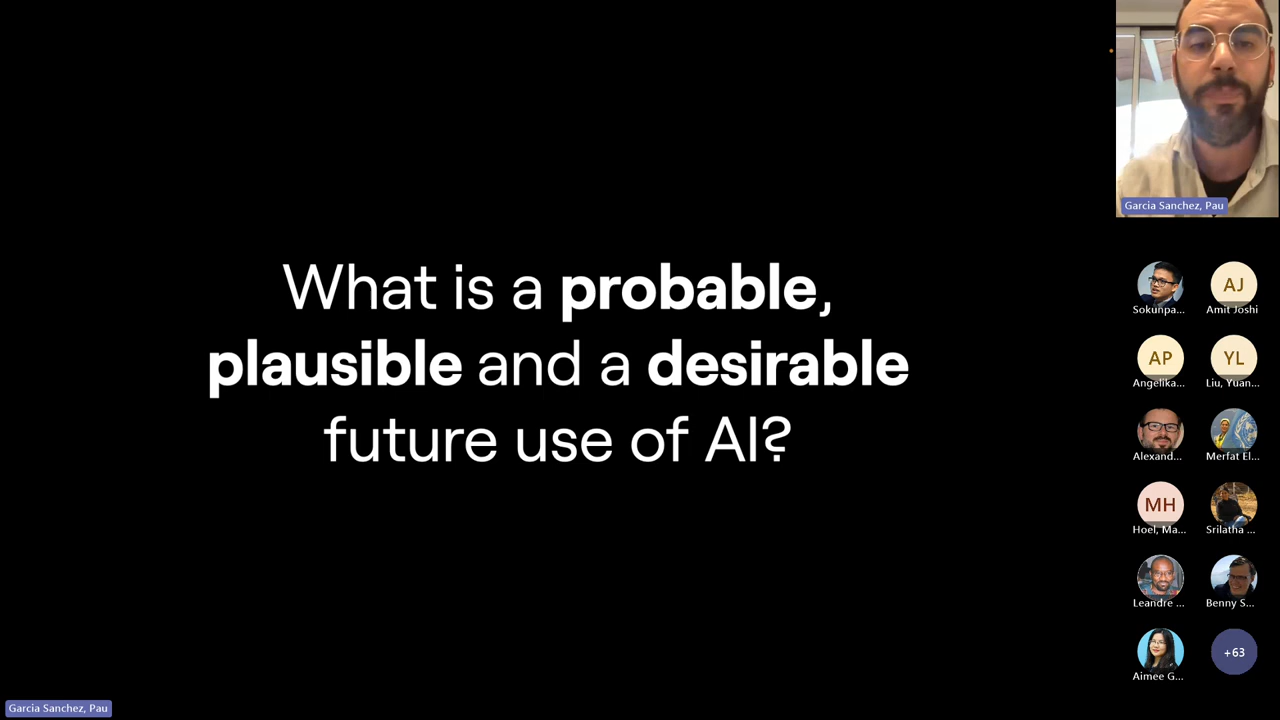 What is a probable,
plausible and a desirable
future use of AI?
Garcia Sanchez, Pau
Sokunpa...
AJ
Amit Joshi
AP
Angelika...
YL
Liu, Yuan...
Alexand...
Merfat El...
MH
Hoel, Ma...
Srilatha ...
Leandre ...
Benny S...
Aimee G...
+63
Garcia Sanchez, Pau